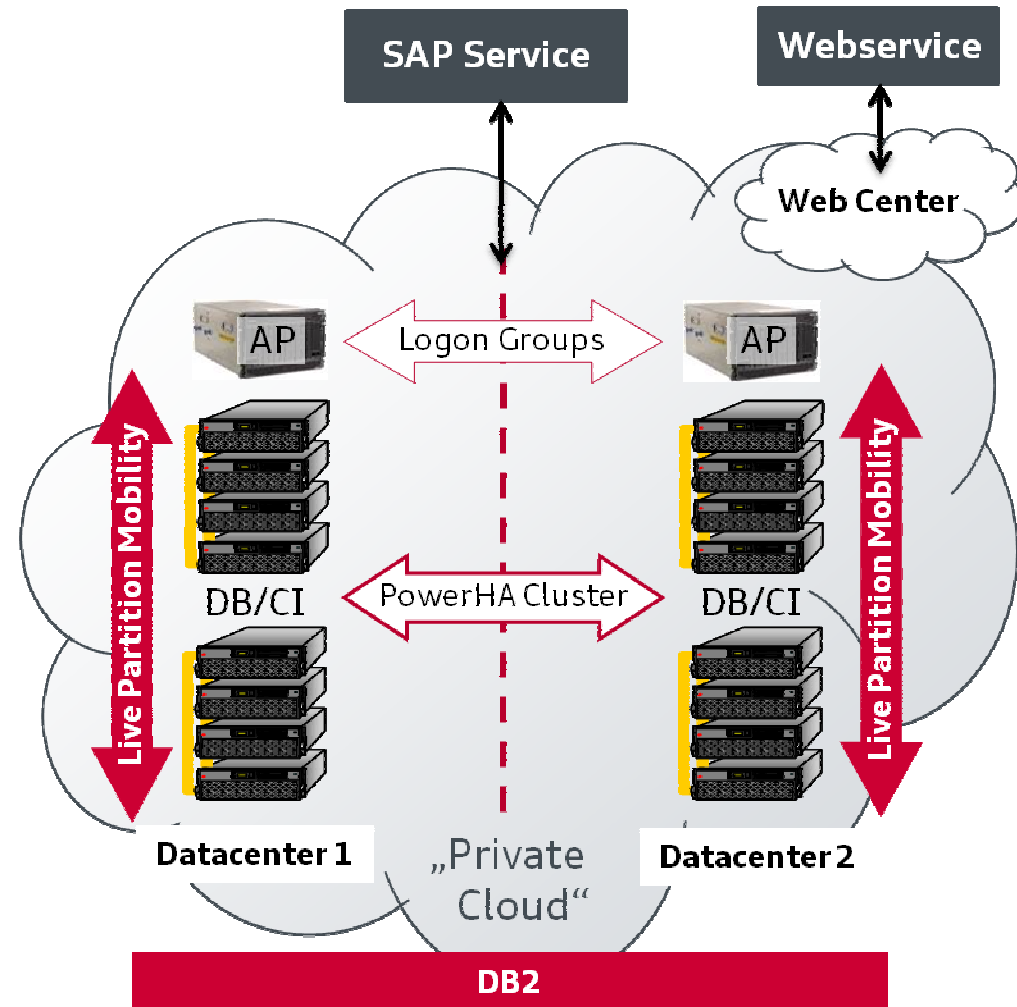 SAP Service
Webservice
Web Center
AP
Logon Groups
AP
Live Partition Mobility
Live Partition Mobility
DB/CI
PowerHA Cluster
DB/CI
Datacenter 1
Datacenter 2
„Private
Cloud“
DB2